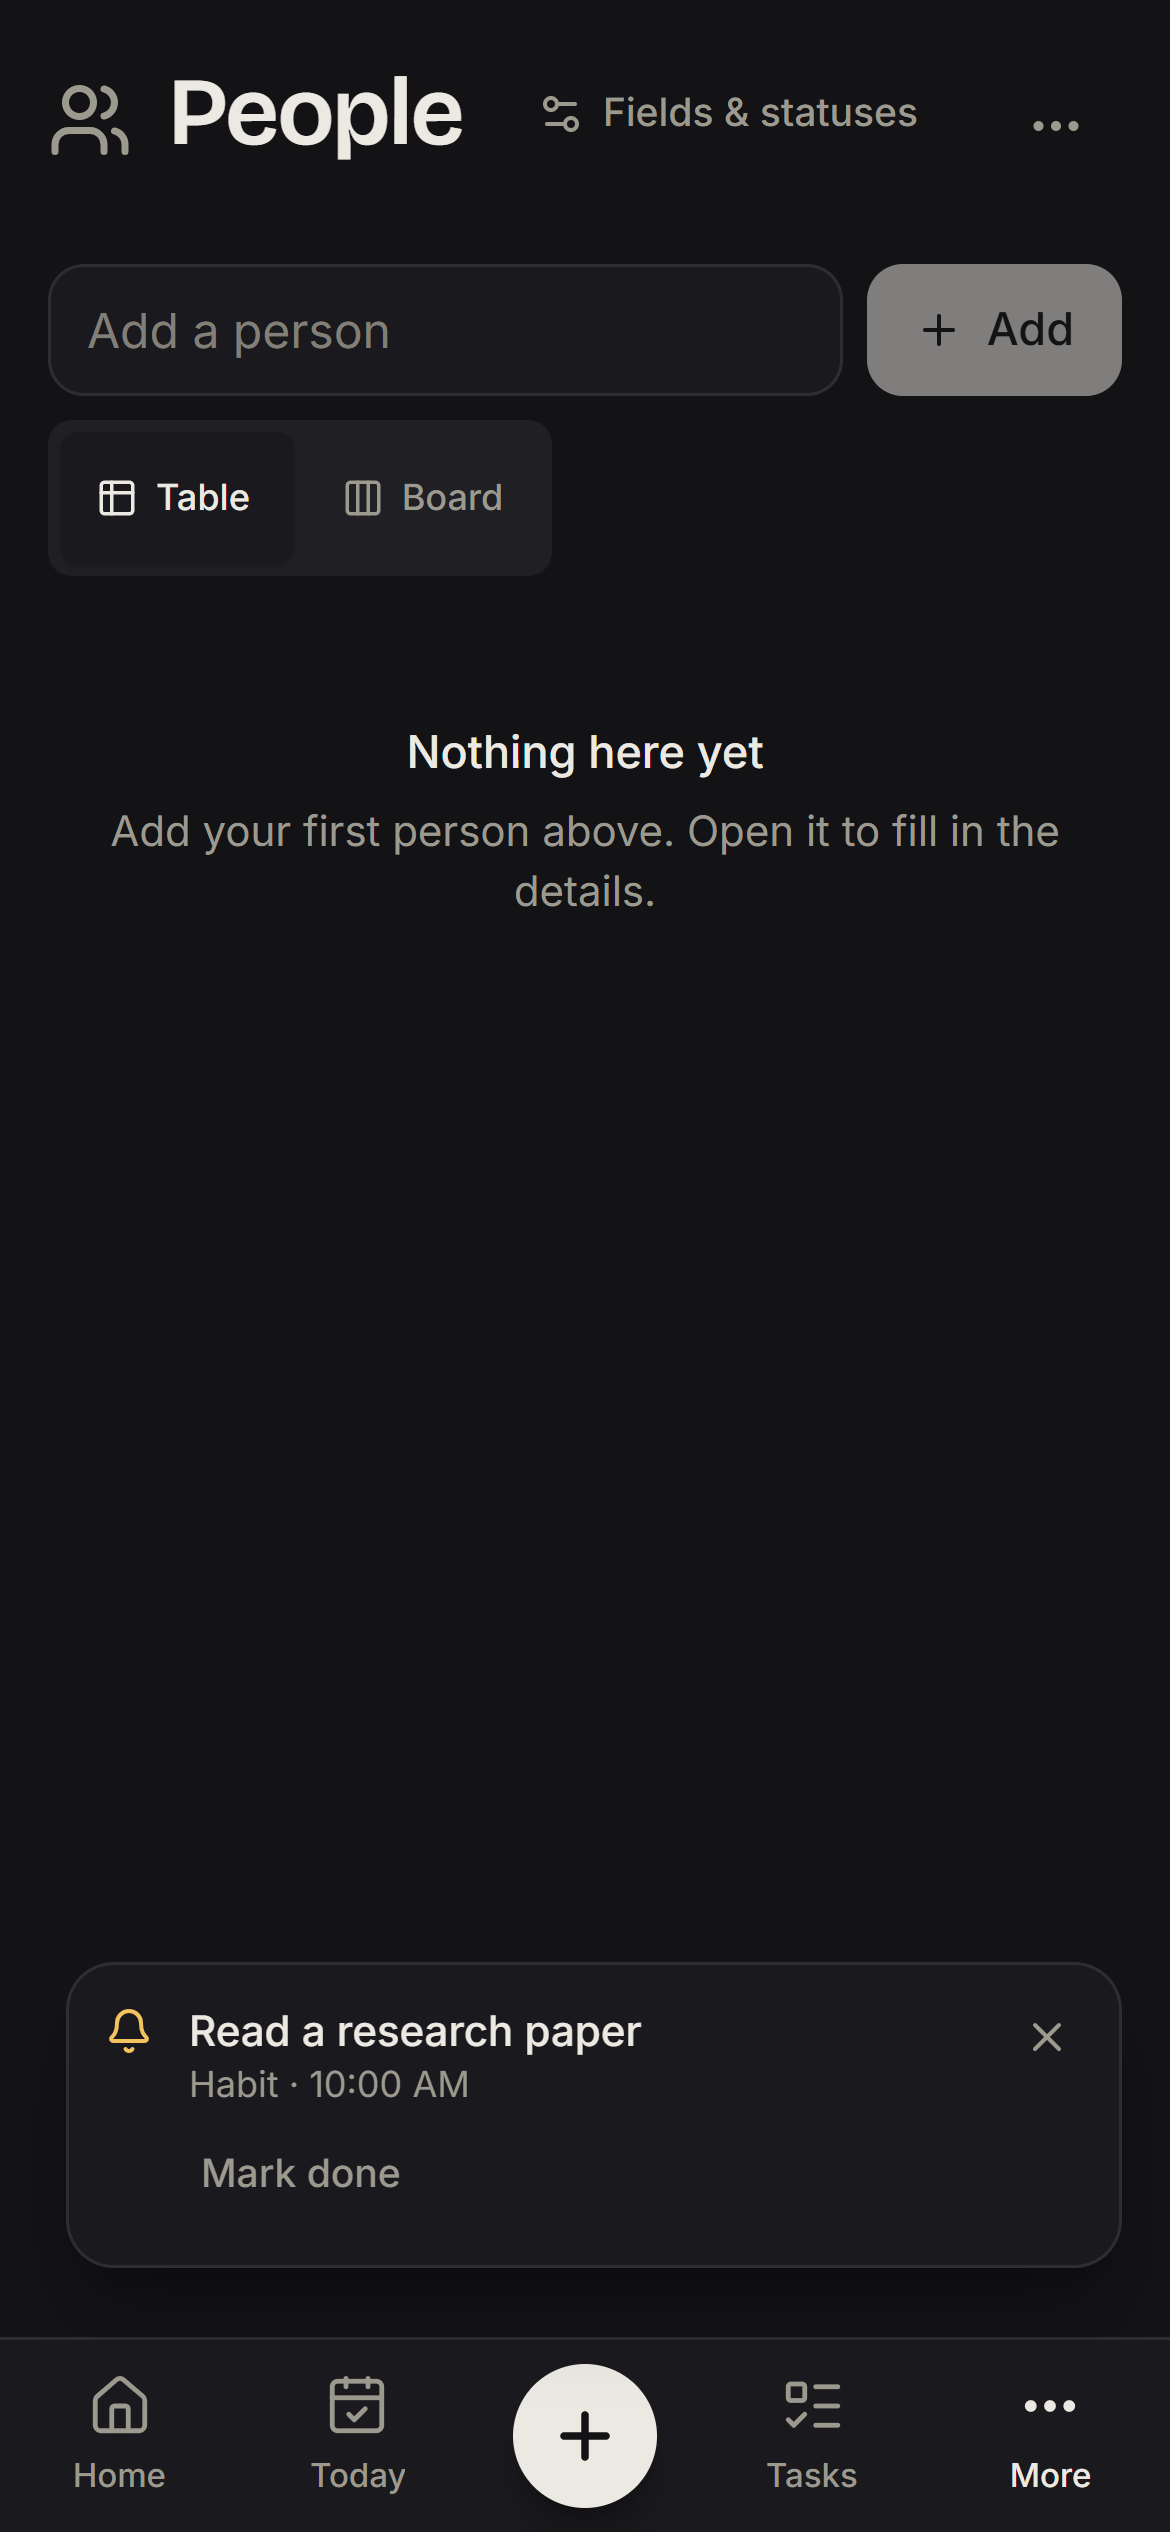 People
Fields & statuses
Add a person
Add
Table
Board
Nothing here yet
Add your first person above. Open it to fill in the
details.
Read a research paper
Habit · 10:00 AM
Mark done
Home
Today
Tasks
More